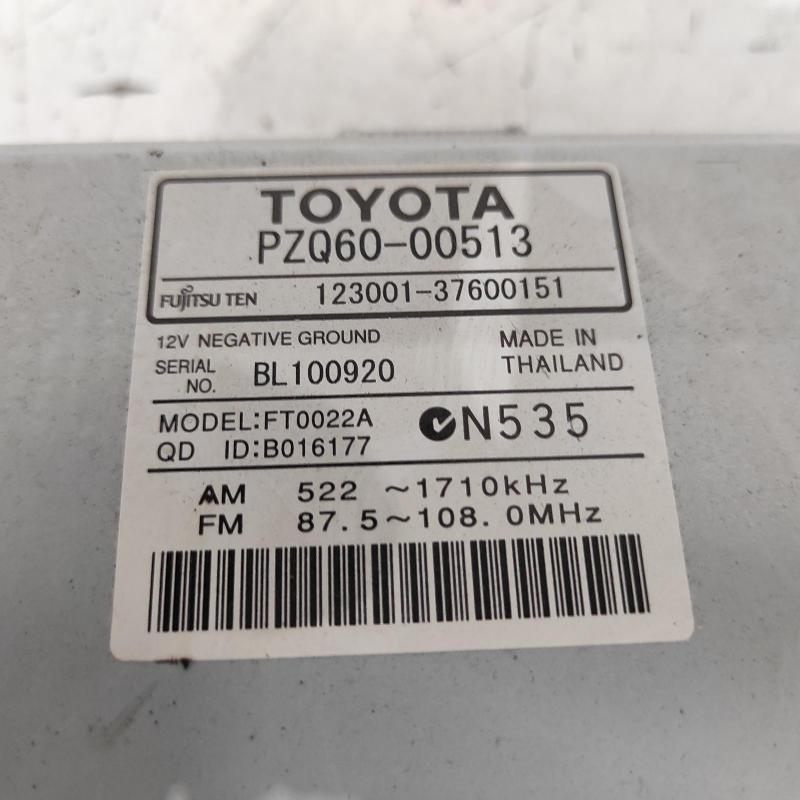 TOYOTA
PZQ60-00513
FUJITSU TEN 123001-37600151
12V NEGATIVE GROUND
MADE IN THAILAND
SERIAL NO. BL100920
MODEL:FT0022A
QD ID:B016177
N535
AM 522 ~1710kHz
FM 87.5~108.0MHz